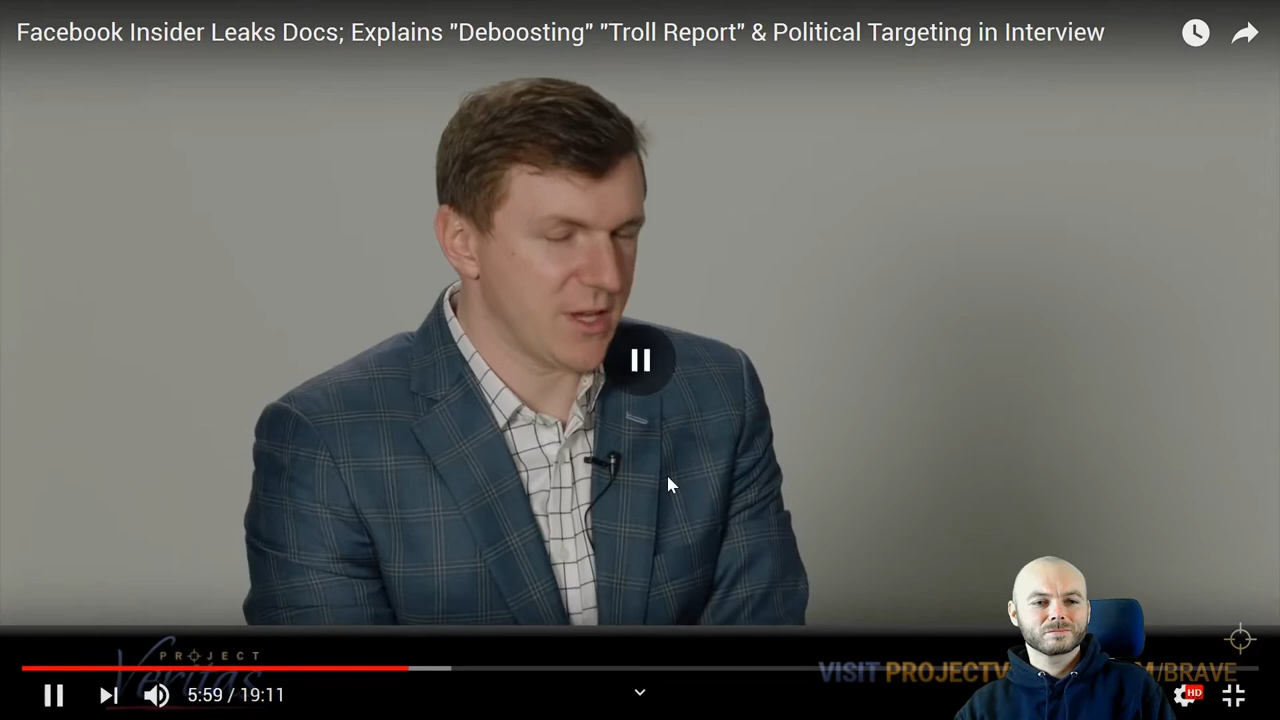 Facebook Insider Leaks Docs; Explains "Deboosting" "Troll Report" & Political Targeting in Interview
PROJECT
Veritas
VISIT PROJECTV M/BRAVE
5:59 / 19:11
HD